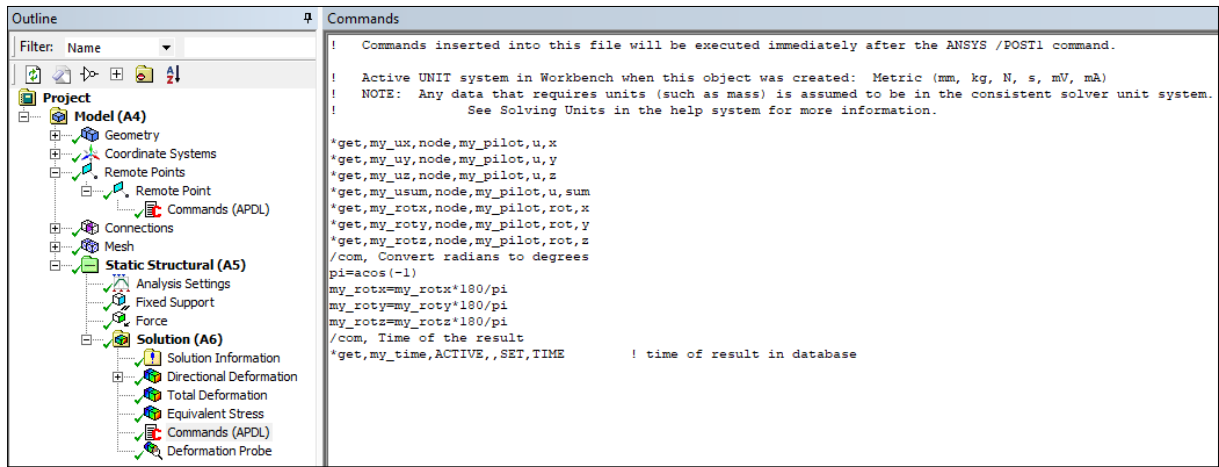 Outline
Filter: Name
Project
Model (A4)
Geometry
Coordinate Systems
Remote Points
Remote Point
Commands (APDL)
Connections
Mesh
Static Structural (A5)
Analysis Settings
Fixed Support
Force
Solution (A6)
Solution Information
Directional Deformation
Total Deformation
Equivalent Stress
Commands (APDL)
Deformation Probe
Commands
!   Commands inserted into this file will be executed immediately after the ANSYS /POST1 command.
!   Active UNIT system in Workbench when this object was created:  Metric (mm, kg, N, s, mV, mA)
!   NOTE:  Any data that requires units (such as mass) is assumed to be in the consistent solver unit system.
!                See Solving Units in the help system for more information.
*get,my_ux,node,my_pilot,u,x
*get,my_uy,node,my_pilot,u,y
*get,my_uz,node,my_pilot,u,z
*get,my_usum,node,my_pilot,u,sum
*get,my_rotx,node,my_pilot,rot,x
*get,my_roty,node,my_pilot,rot,y
*get,my_rotz,node,my_pilot,rot,z
/com, Convert radians to degrees
pi=acos(-1)
my_rotx=my_rotx*180/pi
my_roty=my_roty*180/pi
my_rotz=my_rotz*180/pi
/com, Time of the result
*get,my_time,ACTIVE,,SET,TIME       ! time of result in database